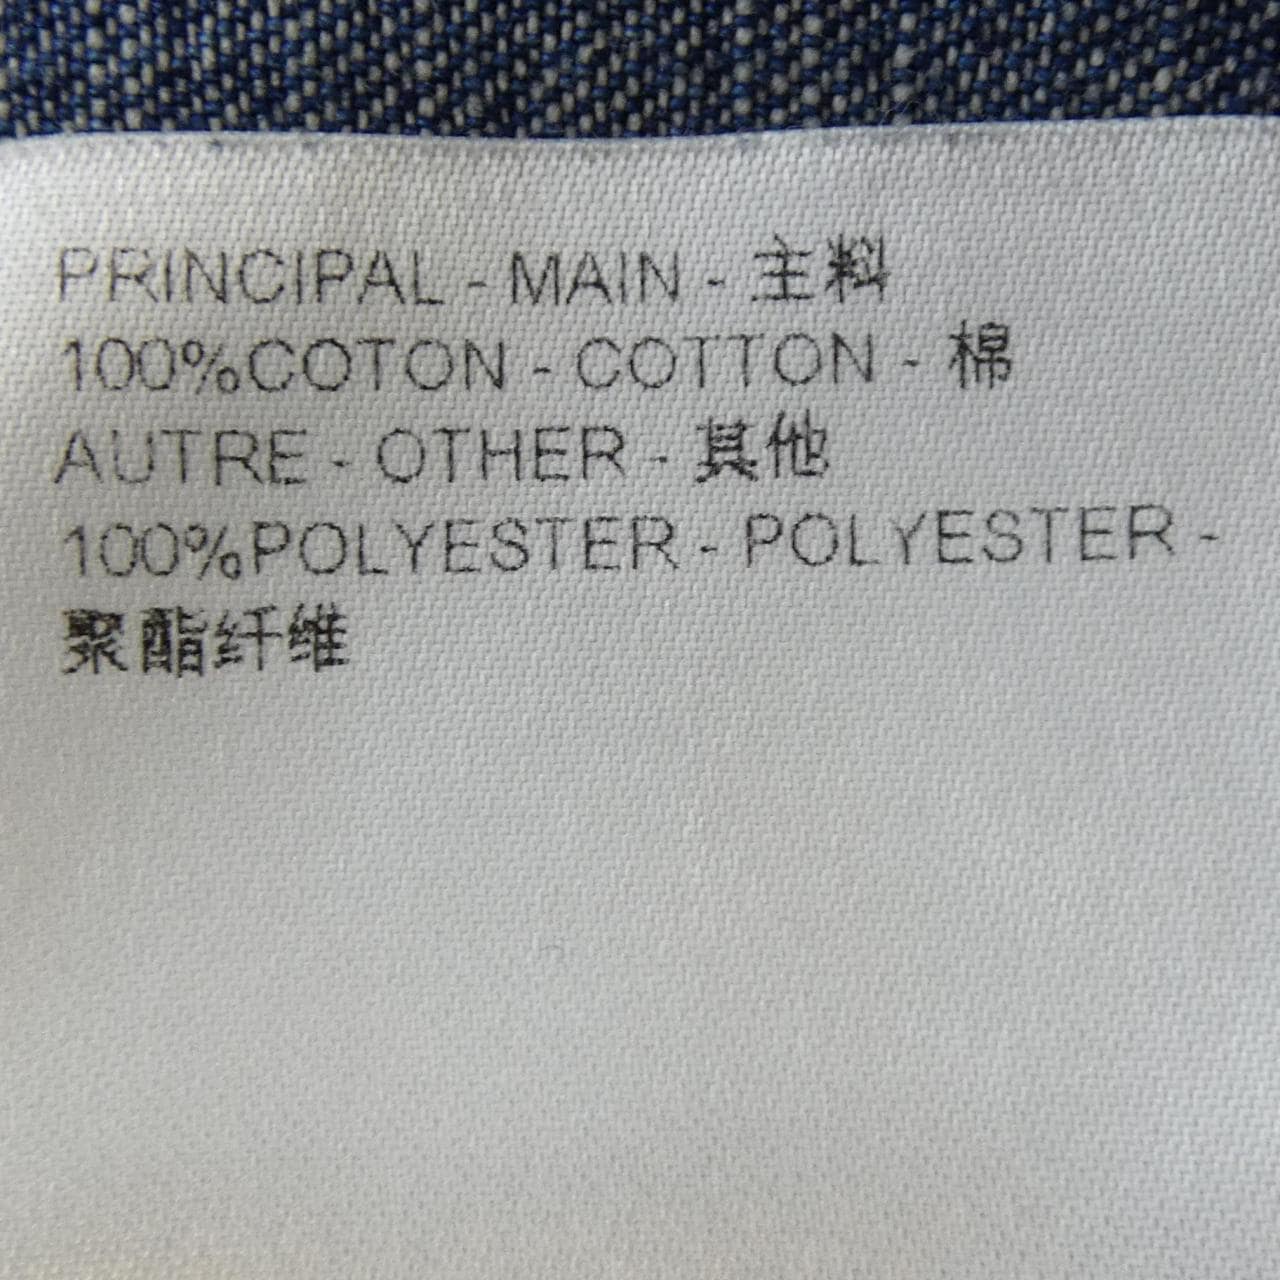 PRINCIPAL - MAIN - 主料
100%COTON - COTTON - 棉
AUTRE - OTHER - 其他
100%POLYESTER - POLYESTER -
聚酯纤维